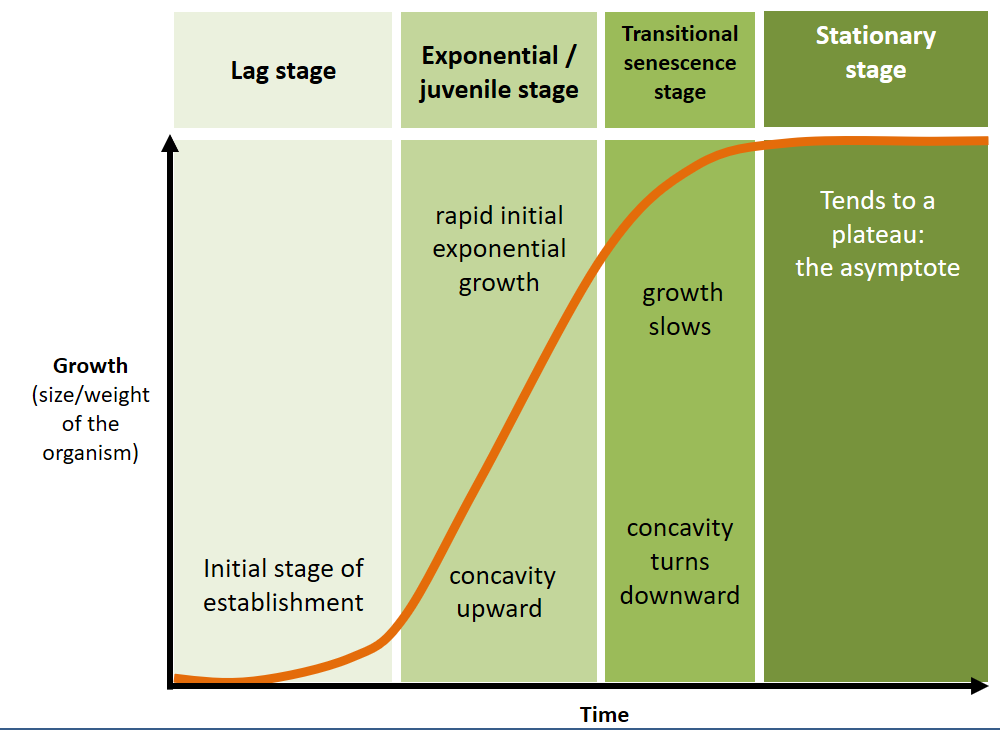 Lag stage
Exponential /
juvenile stage
Transitional
senescence
stage
Stationary
stage
rapid initial
exponential
growth
growth
slows
Tends to a
plateau:
the asymptote
Growth
(size/weight
of the
organism)
Initial stage of
establishment
concavity
upward
concavity
turns
downward
Time